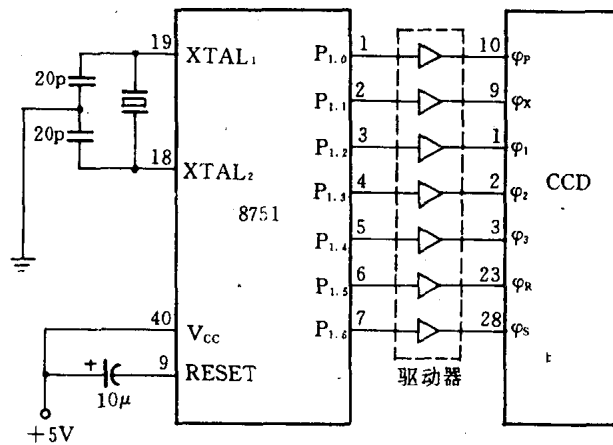 19
XTAL₁
20p
20p
18
XTAL₂
8751
40
Vcc
9
RESET
+
10μ
+5V
P₁.₀
1
10
φP
P₁.₁
2
9
φX
P₁.₂
3
1
φ₁
P₁.₃
4
2
φ₂
CCD
P₁.₄
5
3
φ₃
P₁.₅
6
23
φR
P₁.₆
7
28
φS
驱动器